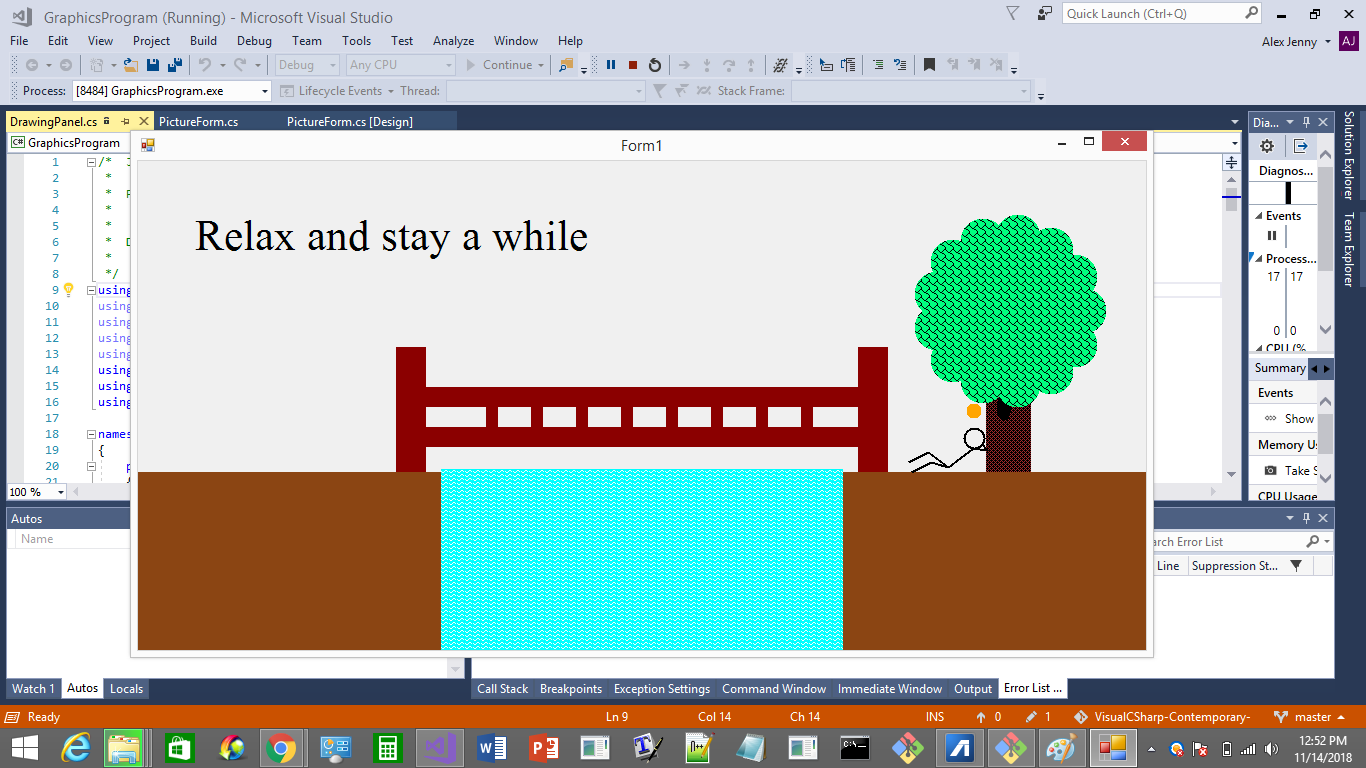 GraphicsProgram (Running) - Microsoft Visual Studio
Quick Launch (Ctrl+Q)
File Edit View Project Build Debug Team Tools Test Analyze Window Help
Alex Jenny AJ
Debug Any CPU Continue
Process: [8484] GraphicsProgram.exe Lifecycle Events Thread: Stack Frame:
DrawingPanel.cs PictureForm.cs PictureForm.cs [Design]
Dia...
Solution Explorer
Team Explorer
C# GraphicsProgram
Form1
1 /*
2 *
3 *
4 *
5 *
6 *
7 *
8 */
9 using
10 using
11 using
12 using
13 using
14 using
15 using
16 using
17
18 names
19 {
20 p
21
Relax and stay a while
Diagnos...
Events
Process...
17 17
0 0
CPU (%
Summary
Events
Show
Memory Us
Take S
CPU Usage
100 %
Autos
Name
arch Error List
Line Suppression St...
Watch 1 Autos Locals
Call Stack Breakpoints Exception Settings Command Window Immediate Window Output Error List ...
Ready Ln 9 Col 14 Ch 14 INS 0 1 VisualCSharp-Contemporary- master
12:52 PM
11/14/2018